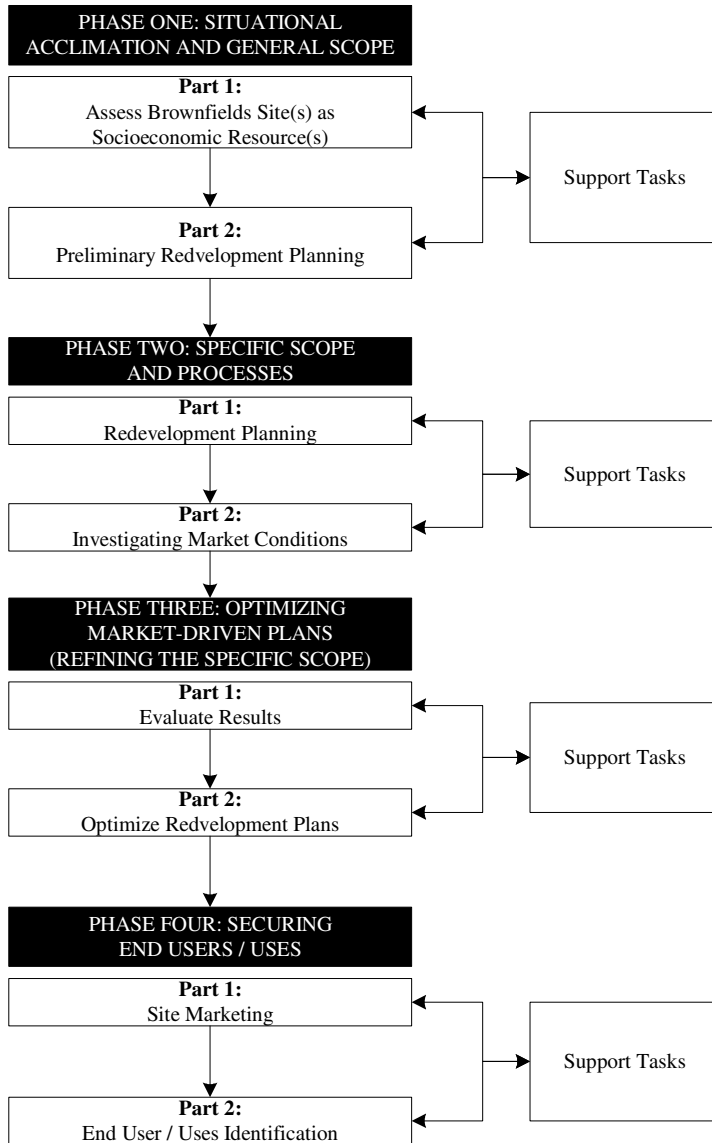 PHASE ONE: SITUATIONAL
ACCLIMATION AND GENERAL SCOPE
Part 1:
Assess Brownfields Site(s) as
Socioeconomic Resource(s)
Support Tasks
Part 2:
Preliminary Redvelopment Planning
PHASE TWO: SPECIFIC SCOPE
AND PROCESSES
Part 1:
Redevelopment Planning
Support Tasks
Part 2:
Investigating Market Conditions
PHASE THREE: OPTIMIZING
MARKET-DRIVEN PLANS
(REFINING THE SPECIFIC SCOPE)
Part 1:
Evaluate Results
Support Tasks
Part 2:
Optimize Redvelopment Plans
PHASE FOUR: SECURING
END USERS / USES
Part 1:
Site Marketing
Support Tasks
Part 2:
End User / Uses Identification